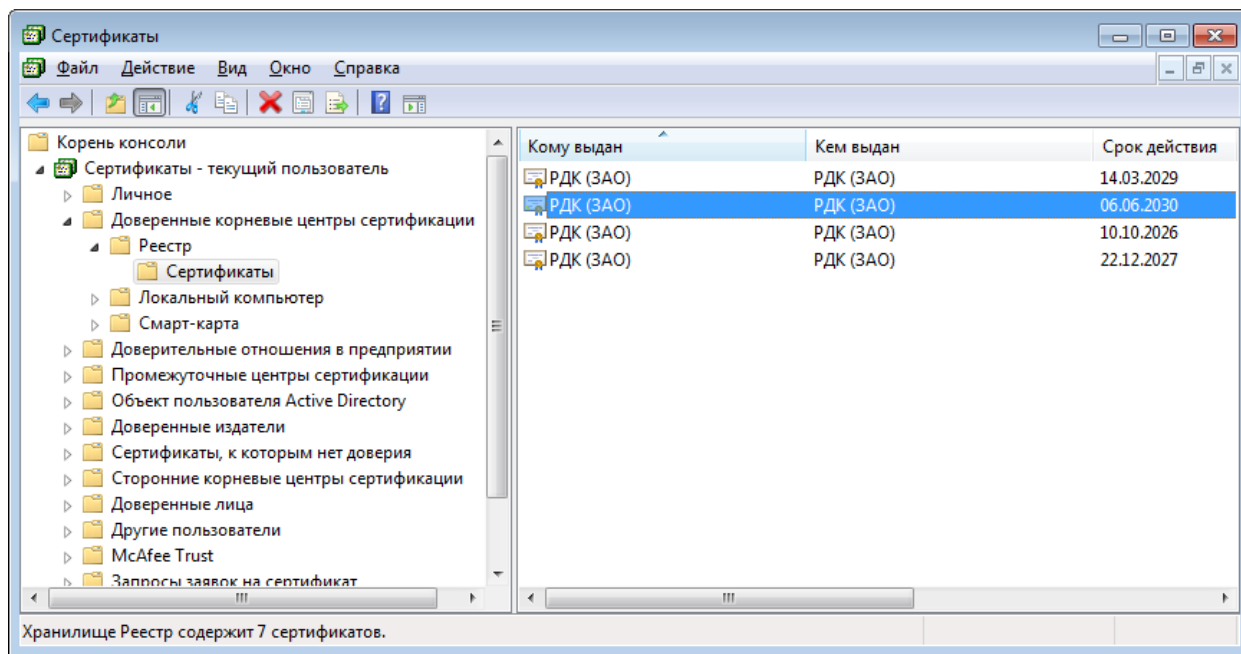 Сертификаты
Файл Действие Вид Окно Справка
Корень консоли
Сертификаты - текущий пользователь
Личное
Доверенные корневые центры сертификации
Реестр
Сертификаты
Локальный компьютер
Смарт-карта
Доверительные отношения в предприятии
Промежуточные центры сертификации
Объект пользователя Active Directory
Доверенные издатели
Сертификаты, к которым нет доверия
Сторонние корневые центры сертификации
Доверенные лица
Другие пользователи
McAfee Trust
Запросы заявок на сертификат
Кому выдан Кем выдан Срок действия
РДК (ЗАО) РДК (ЗАО) 14.03.2029
РДК (ЗАО) РДК (ЗАО) 06.06.2030
РДК (ЗАО) РДК (ЗАО) 10.10.2026
РДК (ЗАО) РДК (ЗАО) 22.12.2027
Хранилище Реестр содержит 7 сертификатов.